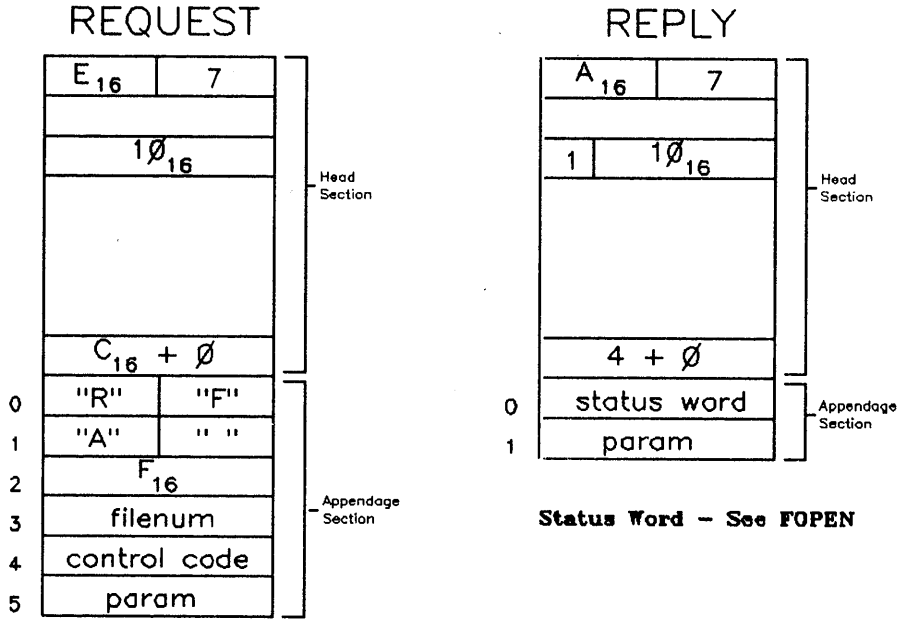 REQUEST
E₁₆ 7
1Ø₁₆
C₁₆ + Ø
Head
Section
0 "R" "F"
1 "A" " "
2 F₁₆
3 filenum
4 control code
5 param
Appendage
Section
REPLY
A₁₆ 7
1 1Ø₁₆
4 + Ø
Head
Section
0 status word
1 param
Appendage
Section
Status Word – See FOPEN